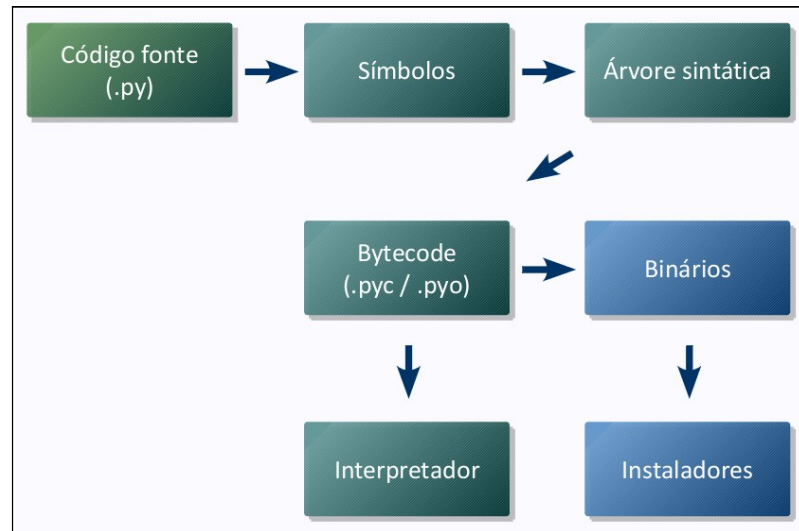 Código fonte
(.py)
Símbolos
Árvore sintática
Bytecode
(.pyc / .pyo)
Binários
Interpretador
Instaladores